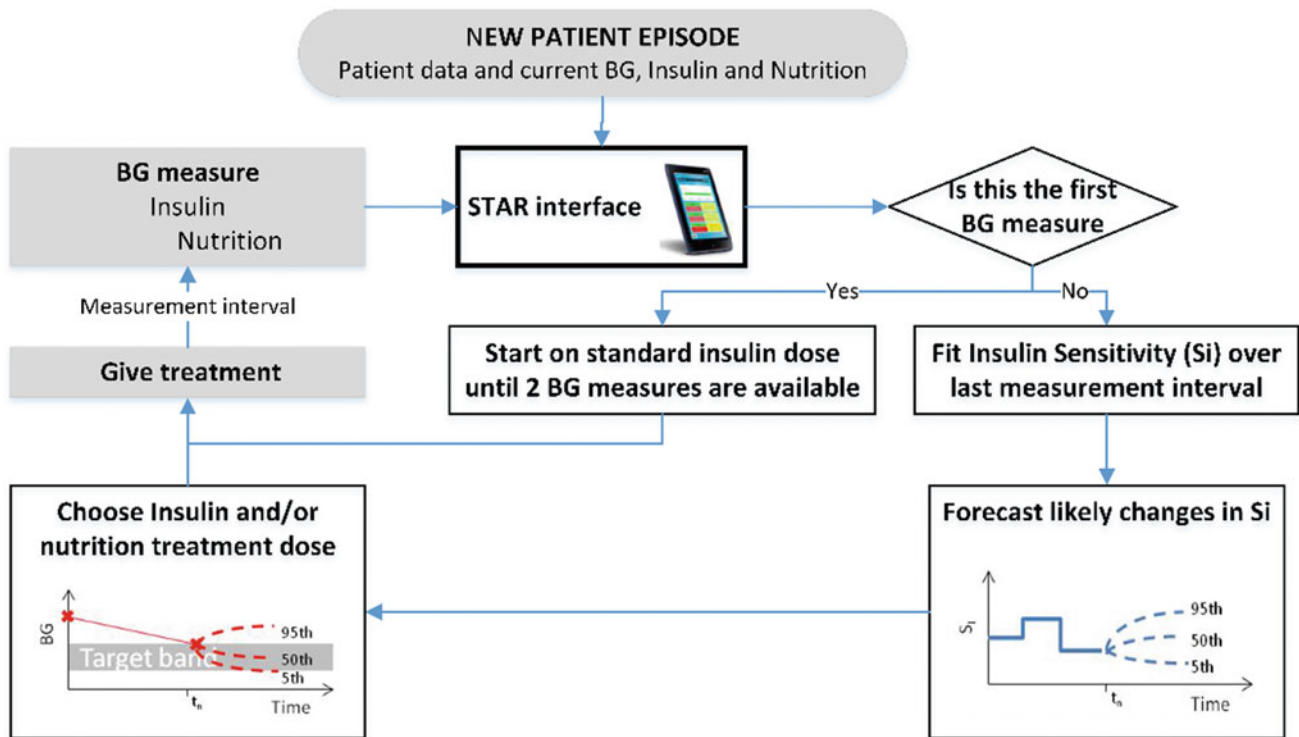 NEW PATIENT EPISODE
Patient data and current BG, Insulin and Nutrition
BG measure
Insulin
Nutrition
STAR interface
Is this the first
BG measure
Measurement interval
Yes
No
Give treatment
Start on standard insulin dose
until 2 BG measures are available
Fit Insulin Sensitivity (Si) over
last measurement interval
Choose Insulin and/or
nutrition treatment dose
BG
Target band
95th
50th
5th
tn
Time
Forecast likely changes in Si
SI
95th
50th
5th
tn
Time